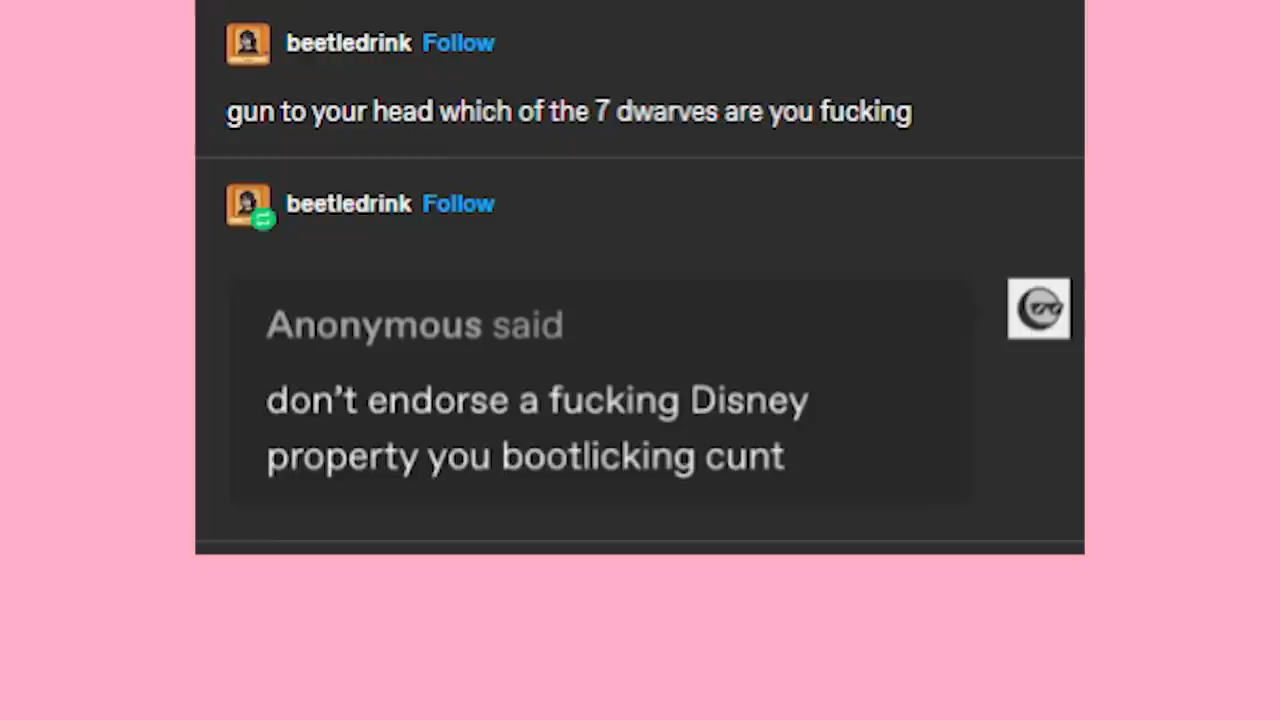 beetledrink Follow
gun to your head which of the 7 dwarves are you fucking
beetledrink Follow
Anonymous said
don't endorse a fucking Disney
property you bootlicking cunt